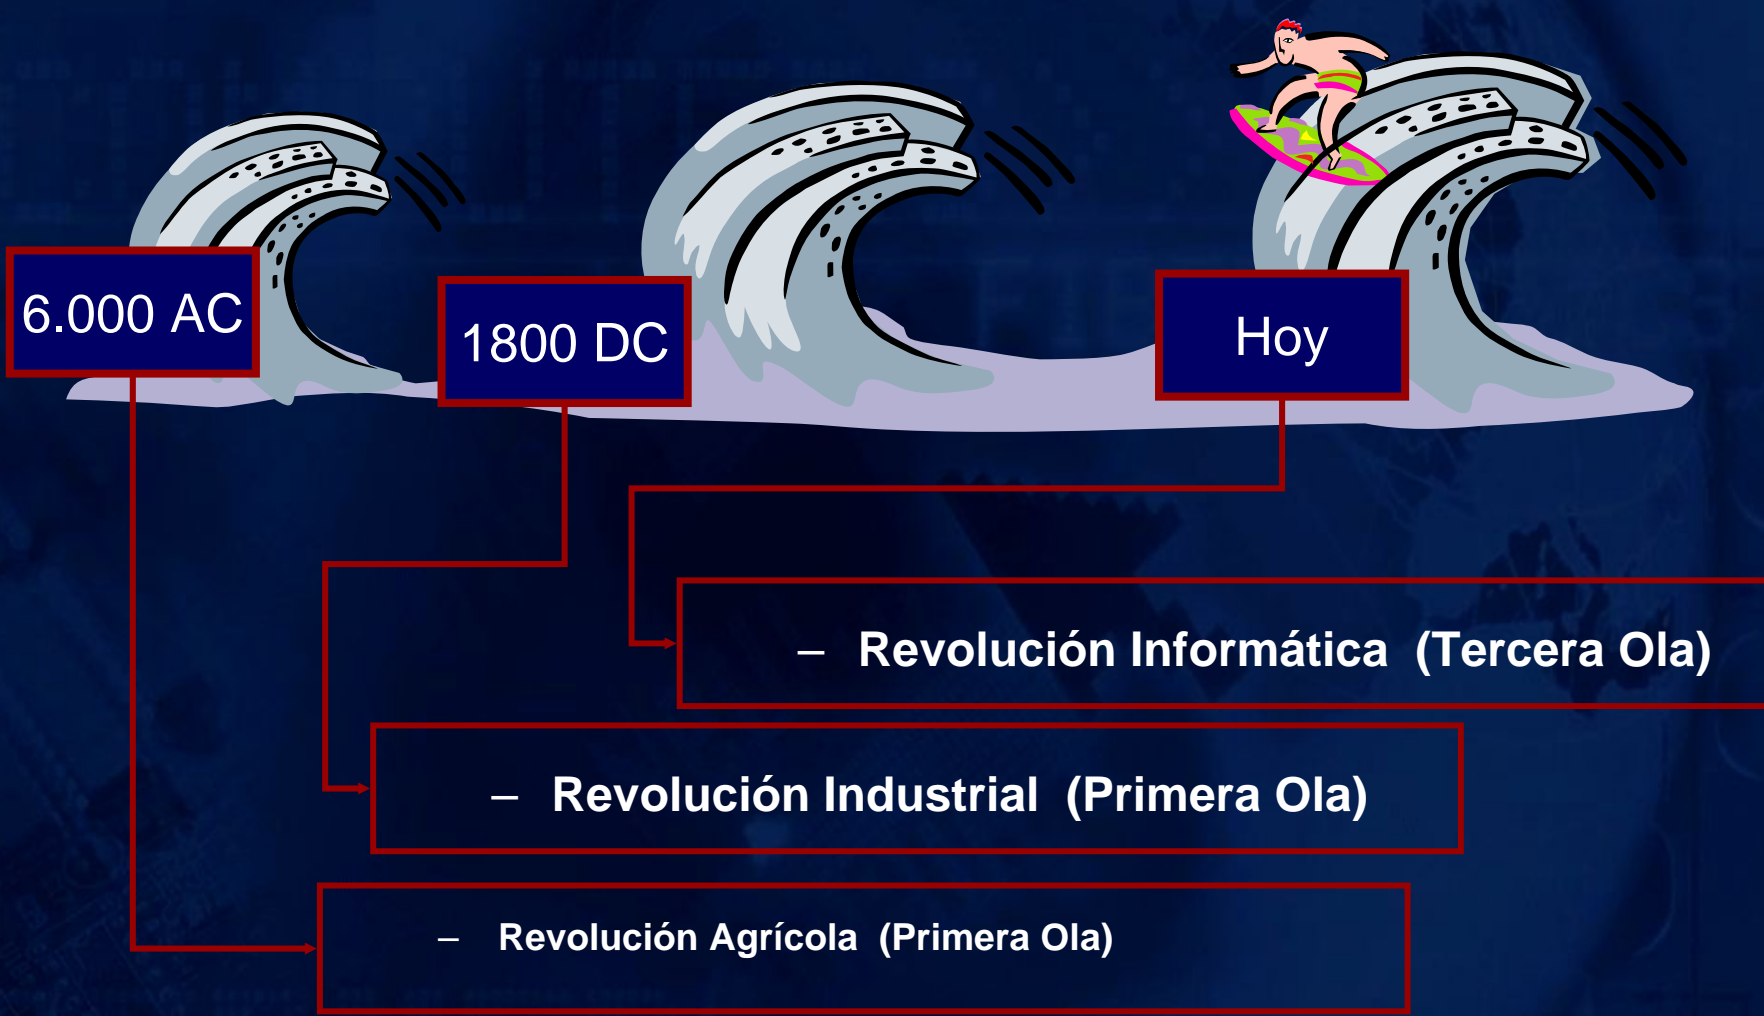 6.000 AC
1800 DC
Hoy
– Revolución Informática (Tercera Ola)
– Revolución Industrial (Primera Ola)
– Revolución Agrícola (Primera Ola)